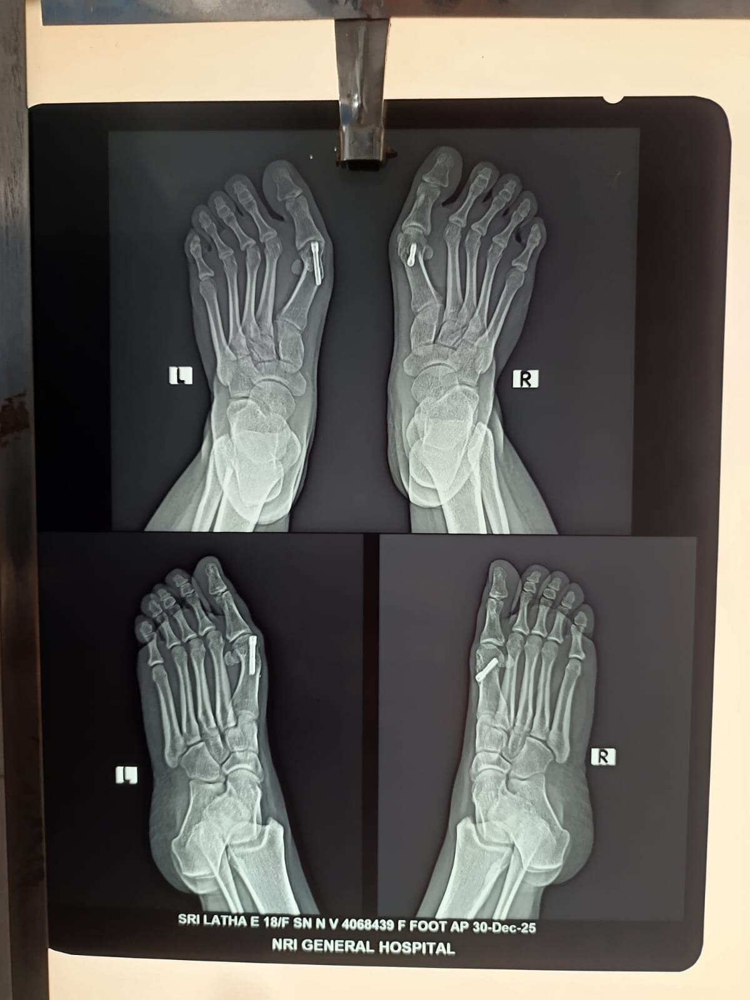 L
R
L
R
SRI LATHA E 18/F SN N V 4068439 F FOOT AP 30-Dec-25
NRI GENERAL HOSPITAL